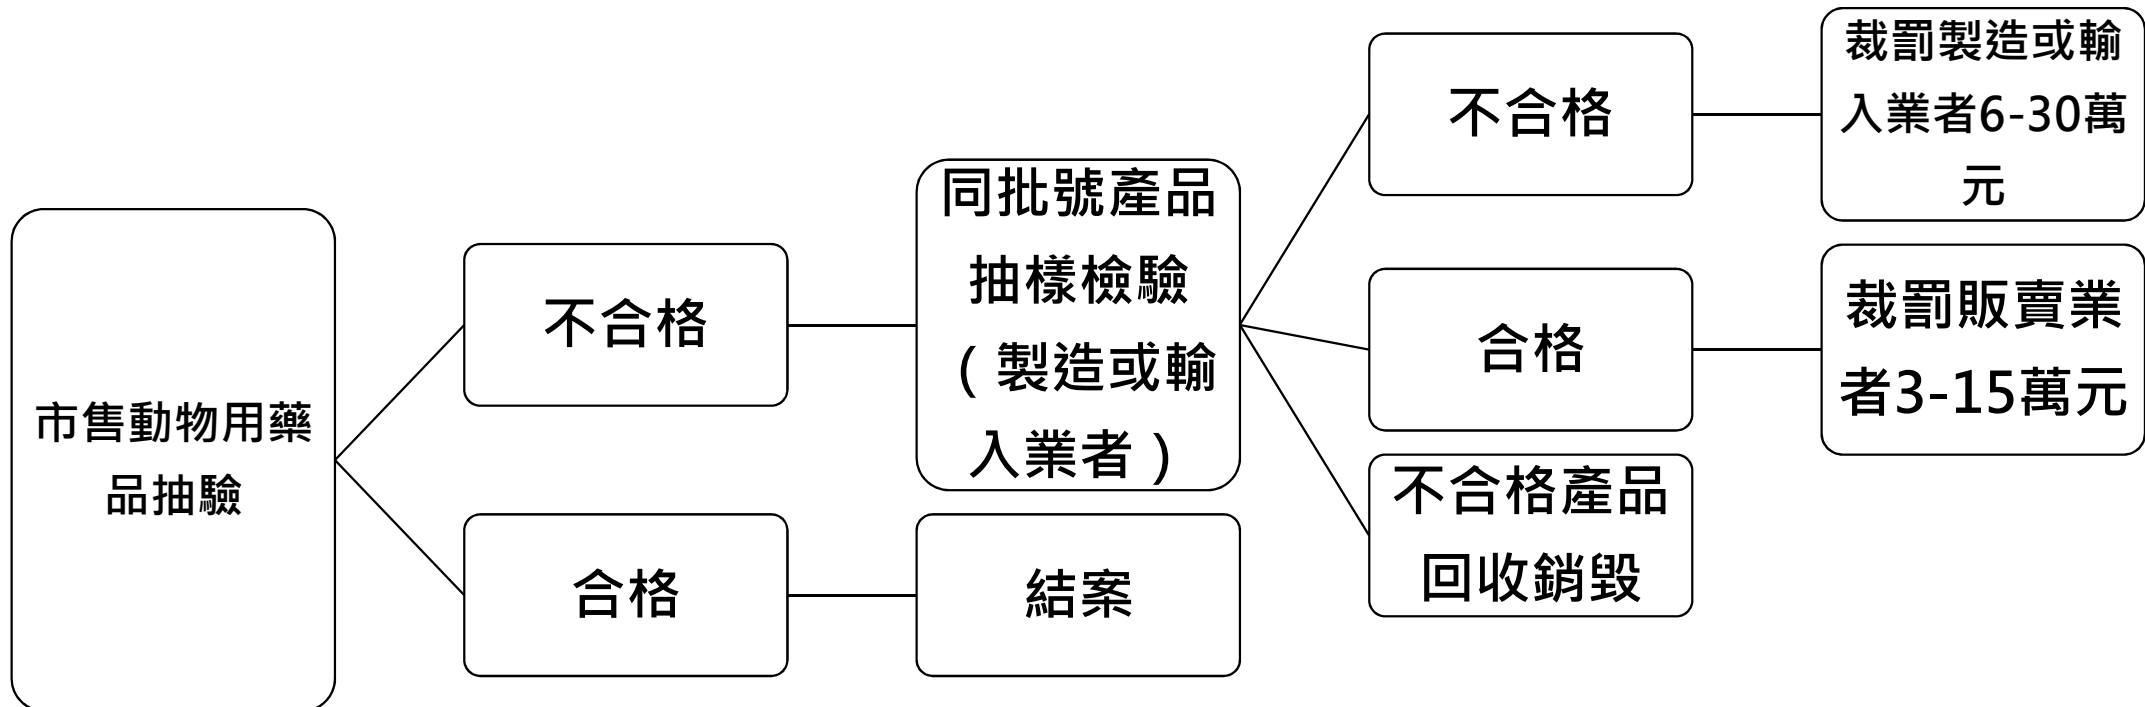 市售動物用藥
品抽驗
不合格
合格
同批號產品
抽樣檢驗
（製造或輸
入業者）
結案
不合格
合格
不合格產品
回收銷毀
裁罰製造或輸
入業者6-30萬
元
裁罰販賣業
者3-15萬元